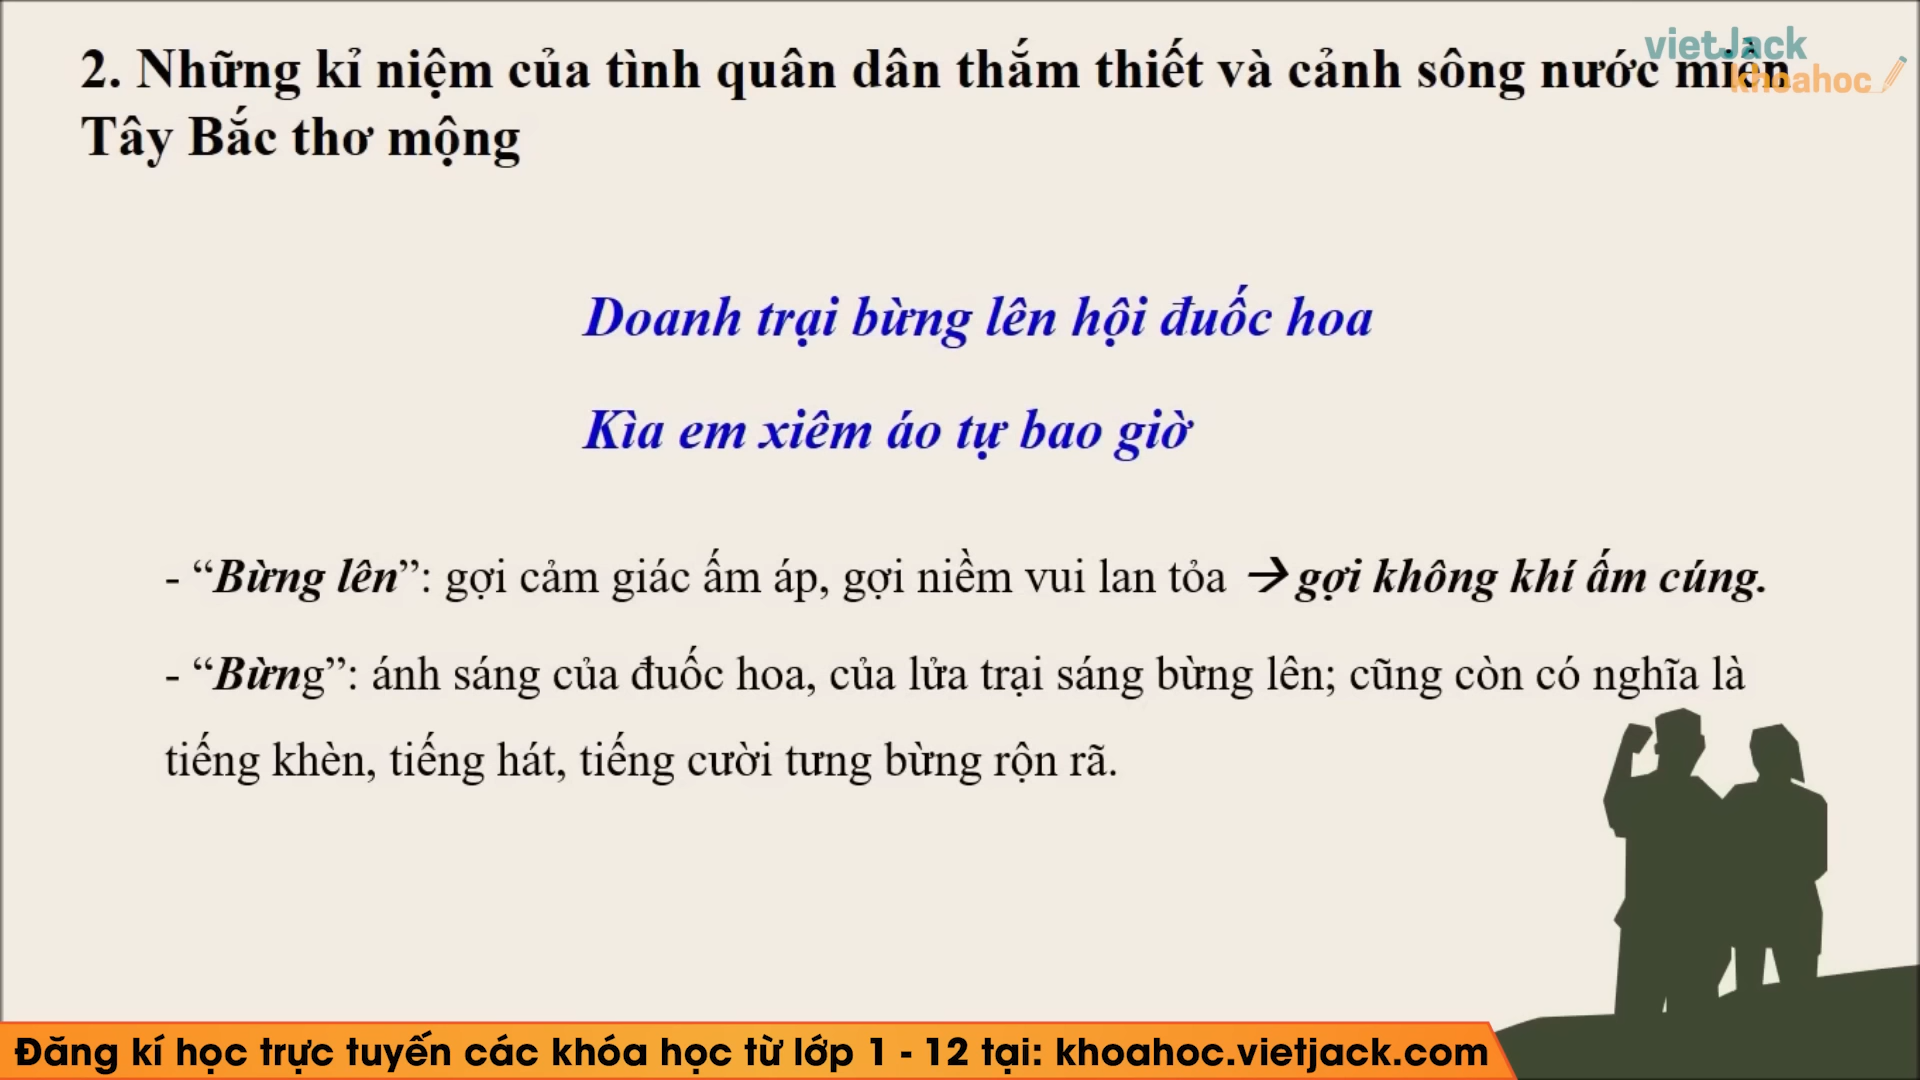 vietJack
khoahoc
2. Những kỉ niệm của tình quân dân thắm thiết và cảnh sông nước miền
Tây Bắc thơ mộng
Doanh trại bừng lên hội đuốc hoa
Kìa em xiêm áo tự bao giờ
- “Bừng lên”: gợi cảm giác ấm áp, gợi niềm vui lan tỏa → gợi không khí ấm cúng.
- “Bừng”: ánh sáng của đuốc hoa, của lửa trại sáng bừng lên; cũng còn có nghĩa là
tiếng khèn, tiếng hát, tiếng cười tưng bừng rộn rã.
Đăng kí học trực tuyến các khóa học từ lớp 1 - 12 tại: khoahoc.vietjack.com